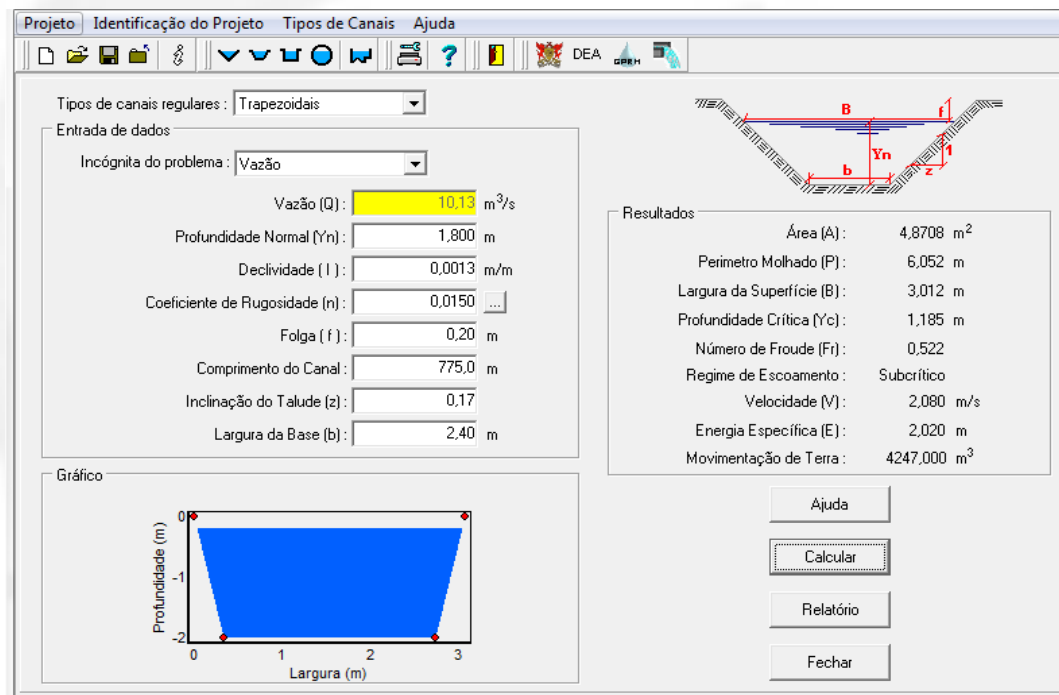 Projeto Identificação do Projeto Tipos de Canais Ajuda
DEA
GPRH
Tipos de canais regulares : Trapezoidais
Entrada de dados
Incógnita do problema : Vazão
Vazão (Q) : 10,13 m³/s
Profundidade Normal (Yn) : 1,800 m
Declividade ( I ) : 0,0013 m/m
Coeficiente de Rugosidade (n) : 0,0150 ...
Folga ( f ) : 0,20 m
Comprimento do Canal : 775,0 m
Inclinação do Talude (z) : 0,17
Largura da Base (b) : 2,40 m
Gráfico
Profundidade (m)
0
-1
-2
0 1 2 3
Largura (m)
B f
Yn 1
b z
Resultados
Área (A) : 4,8708 m²
Perimetro Molhado (P) : 6,052 m
Largura da Superfície (B) : 3,012 m
Profundidade Crítica (Yc) : 1,185 m
Número de Froude (Fr) : 0,522
Regime de Escoamento : Subcrítico
Velocidade (V) : 2,080 m/s
Energia Específica (E) : 2,020 m
Movimentação de Terra : 4247,000 m³
Ajuda
Calcular
Relatório
Fechar